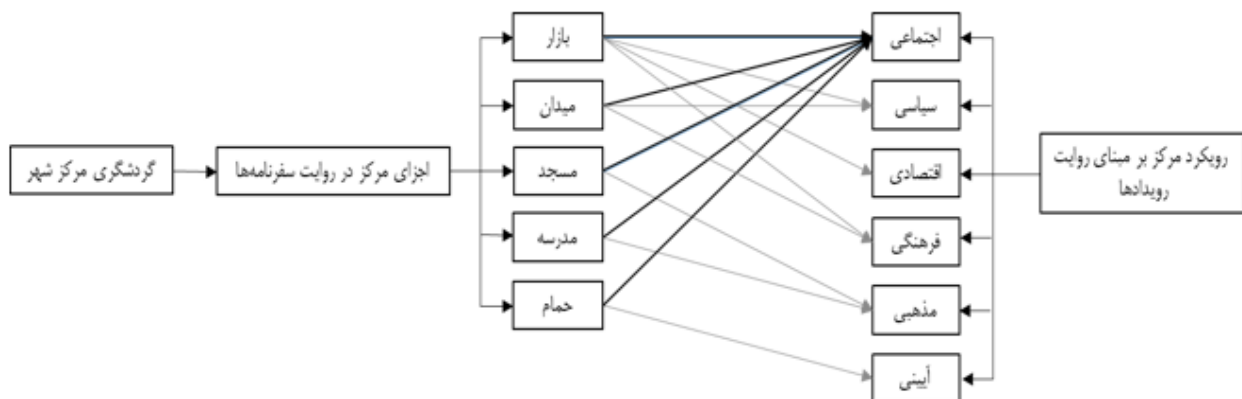 بازار
میدان
مسجد
مدرسه
حمام
اجتماعی
سیاسی
اقتصادی
فرهنگی
مذهبی
آیینی
گردشگری مرکز شهر
اجزای مرکز در روایت سفرنامه‌ها
رویکرد مرکز بر مبنای روایت
رویدادها